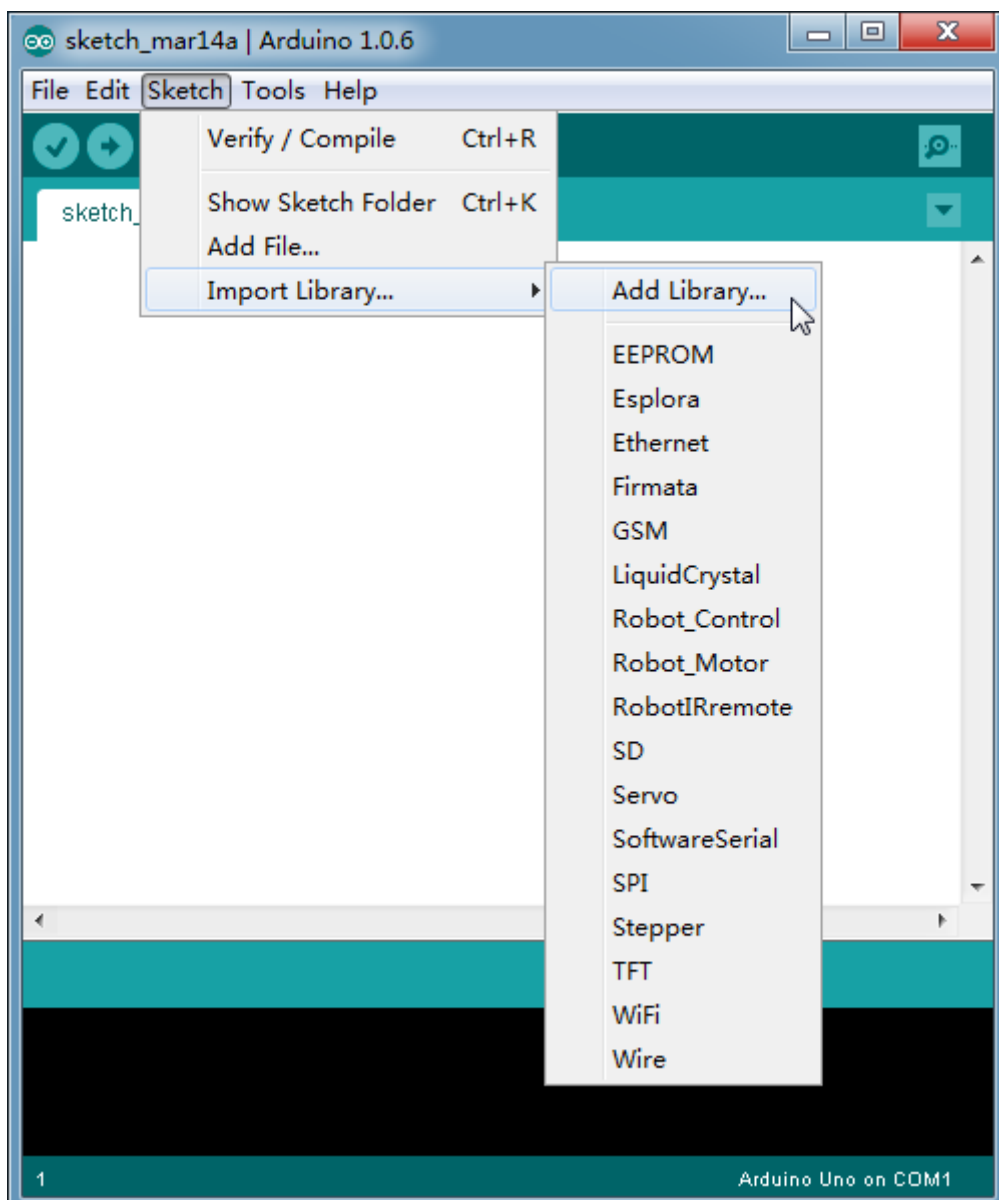 sketch_mar14a | Arduino 1.0.6
File Edit Sketch Tools Help
Verify / Compile Ctrl+R
sketch_
Show Sketch Folder Ctrl+K
Add File...
Import Library...
Add Library...
EEPROM
Esplora
Ethernet
Firmata
GSM
LiquidCrystal
Robot_Control
Robot_Motor
RobotIRremote
SD
Servo
SoftwareSerial
SPI
Stepper
TFT
WiFi
Wire
1 Arduino Uno on COM1